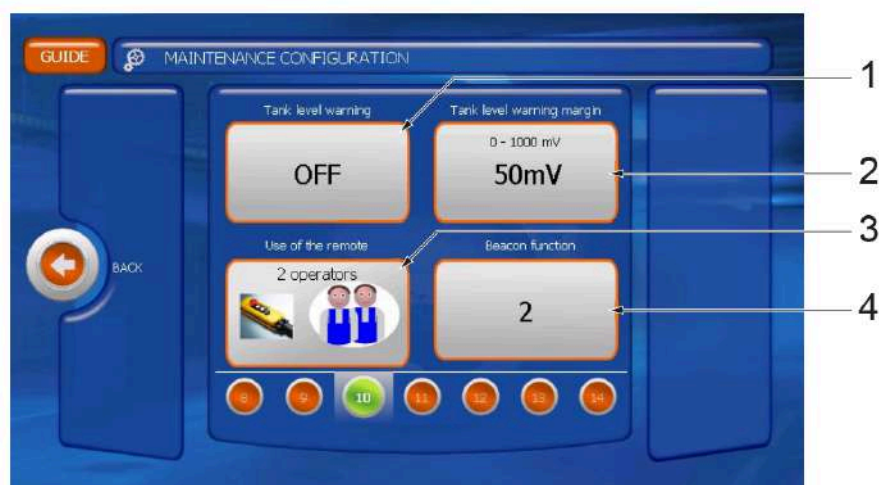 GUIDE
MAINTENANCE CONFIGURATION
Tank level warning
Tank level warning margin
OFF
0 - 1000 mV
50mV
Use of the remote
Beacon function
2 operators
2
BACK
8
9
10
11
12
13
14
1
2
3
4